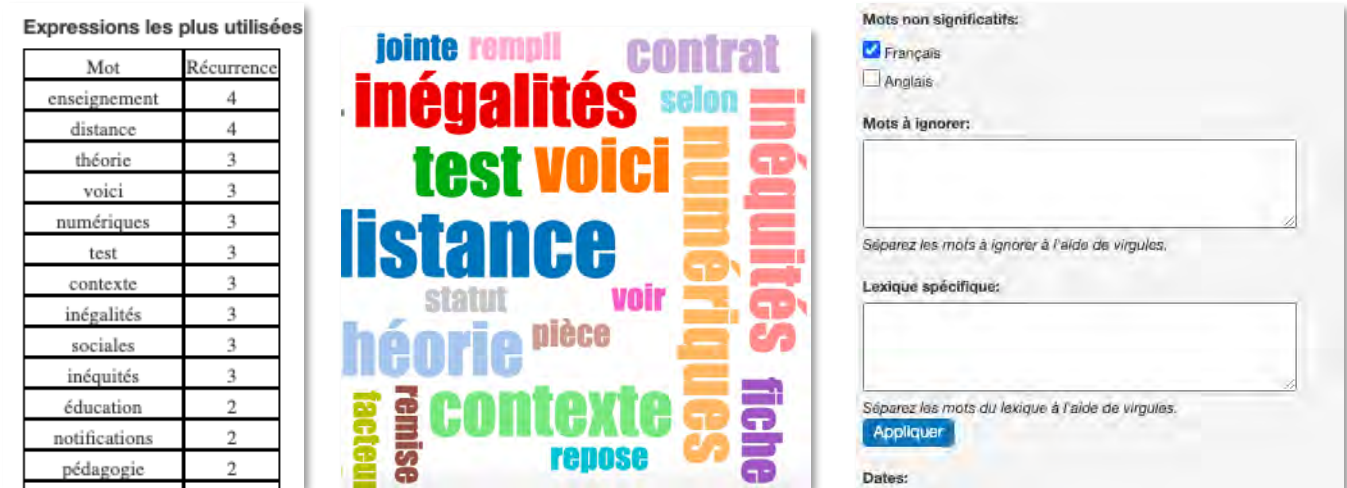 Expressions les plus utilisées
Mot Récurrence
enseignement 4
distance 4
théorie 3
voici 3
numériques 3
test 3
contexte 3
inégalités 3
sociales 3
inéquités 3
éducation 2
notifications 2
pédagogie 2
jointe rempli contrat
inégalités selon inéquités
test voici numériques
listance
statut voir
héorie pièce
facteur remise contexte fiche
repose
Mots non significatifs:
Français
Anglais
Mots à ignorer:
Séparez les mots à ignorer à l'aide de virgules.
Lexique spécifique:
Séparez les mots du lexique à l'aide de virgules.
Appliquer
Dates: